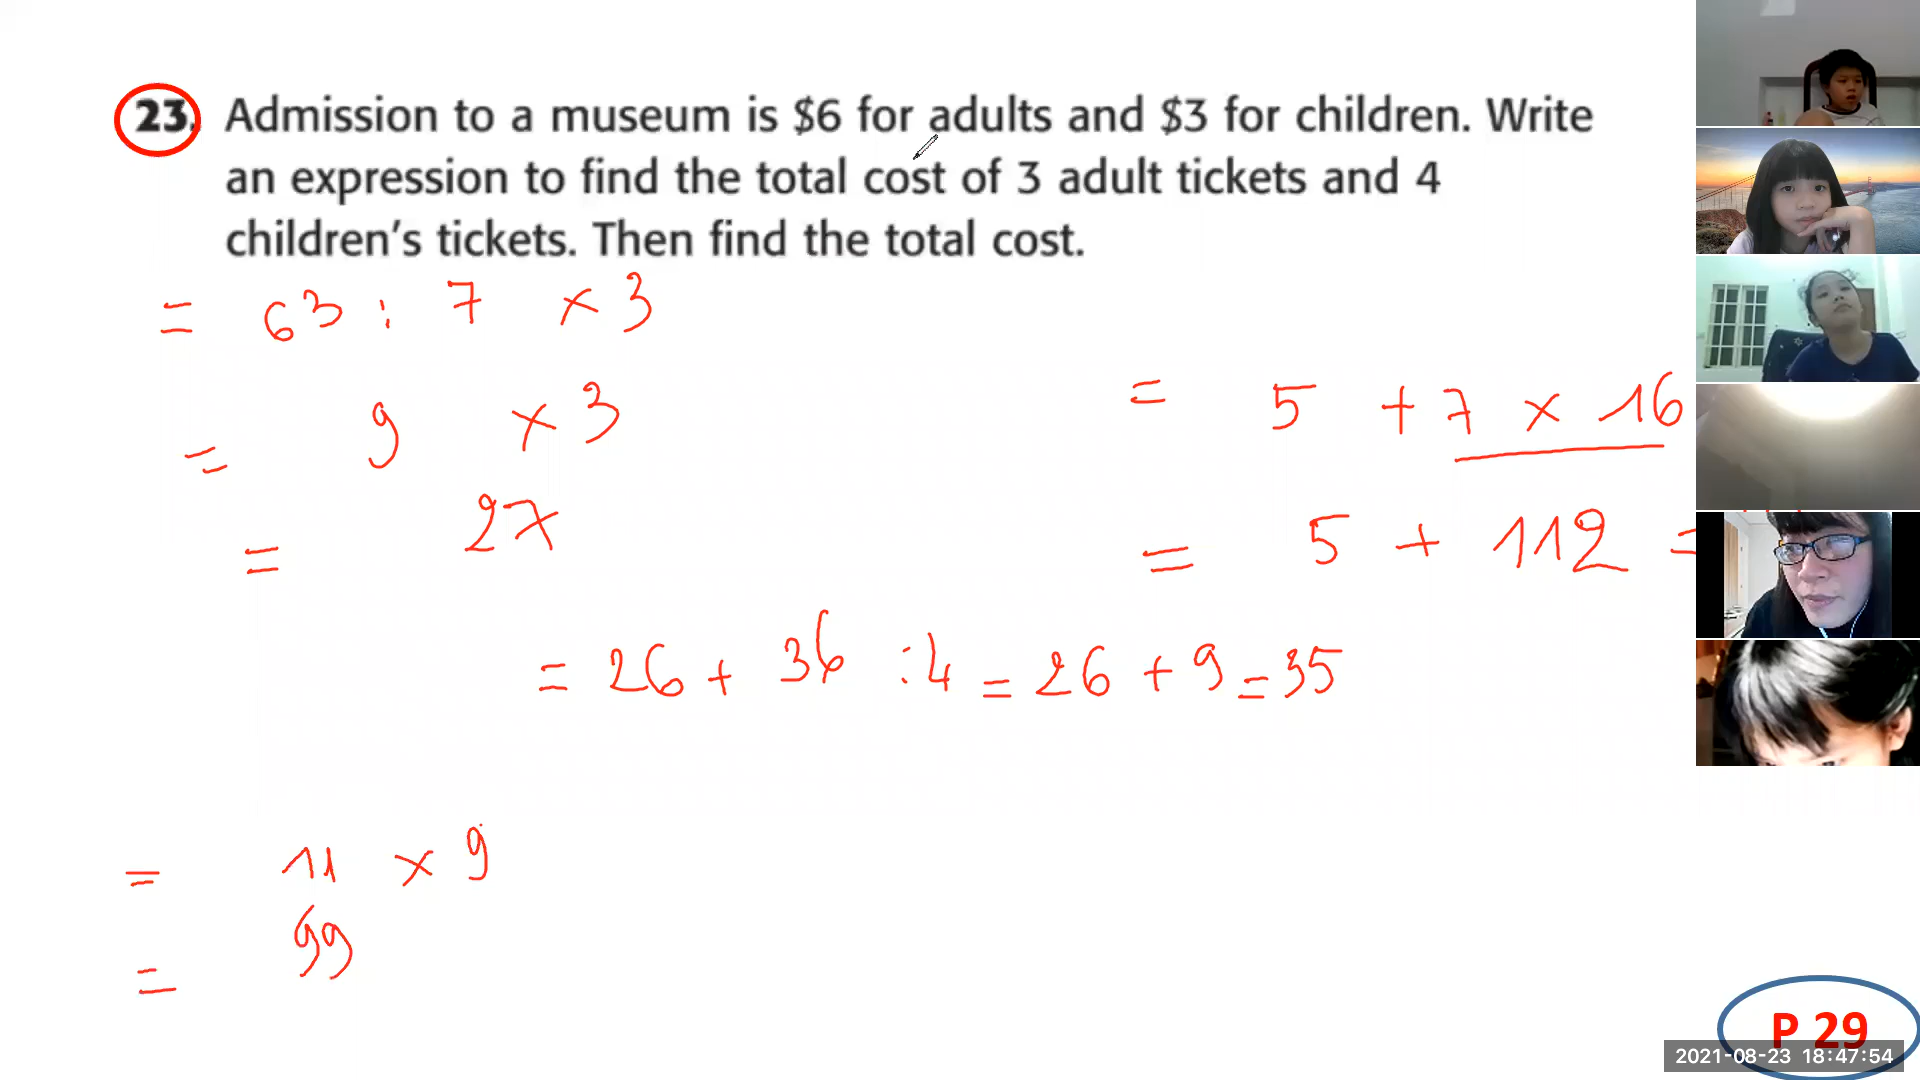 23. Admission to a museum is $6 for adults and $3 for children. Write
an expression to find the total cost of 3 adult tickets and 4
children's tickets. Then find the total cost.
= 63 : 7 × 3
= 9 × 3
= 27
= 5 + 7 × 16
= 5 + 112 =
= 26 + 36 : 4 = 26 + 9 = 35
= 11 × 9
= 99
P 29
2021-08-23 18:47:54